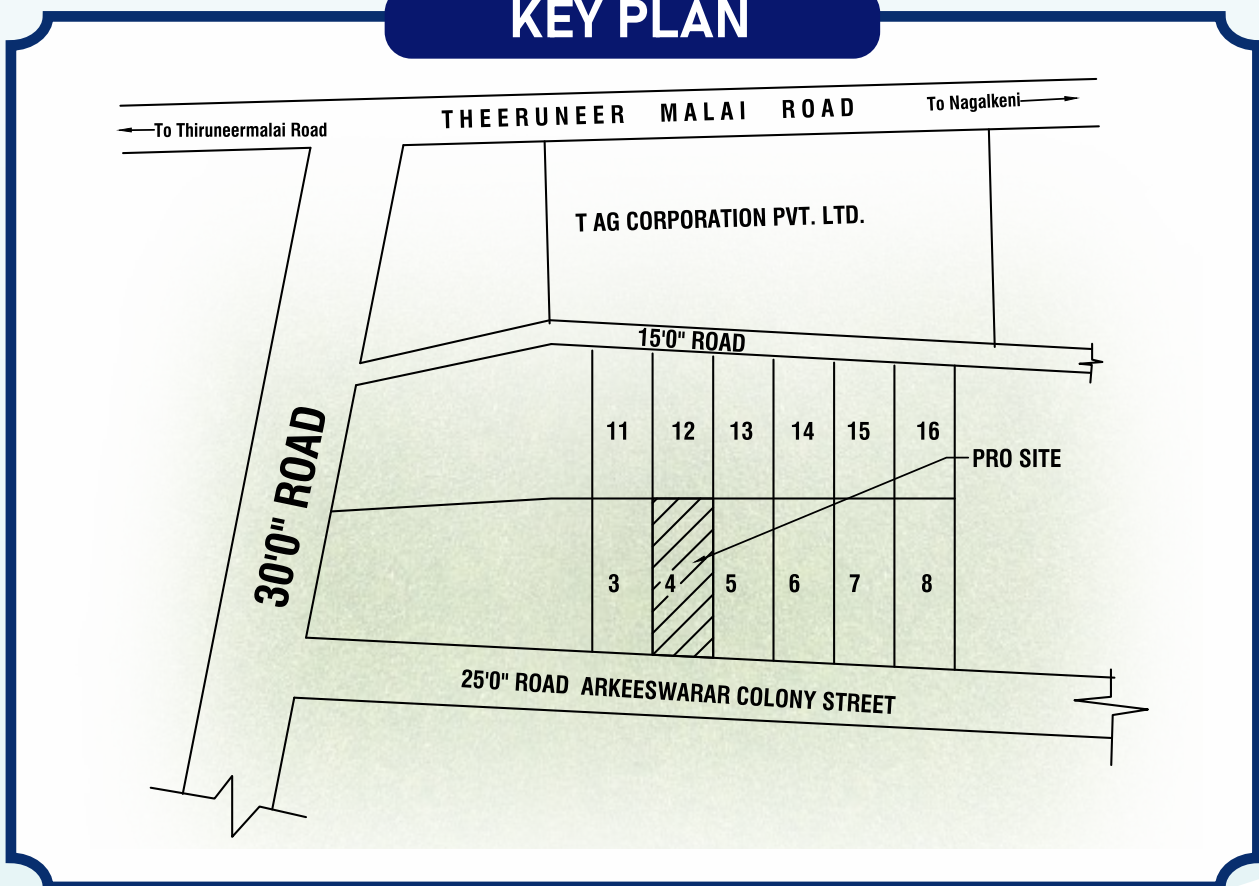 KEY PLAN
THEERUNEER MALAI ROAD
To Nagalkeni
To Thiruneermalai Road
T AG CORPORATION PVT. LTD.
15'0" ROAD
30'0" ROAD
11 12 13 14 15 16
PRO SITE
3 4 5 6 7 8
25'0" ROAD ARKEESWARAR COLONY STREET